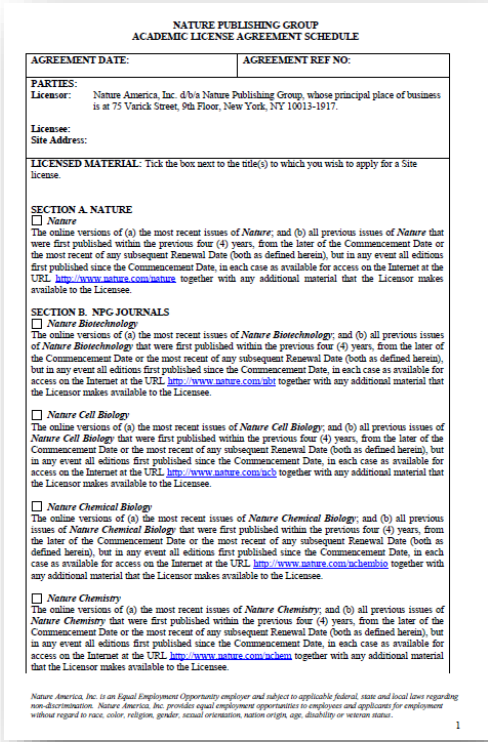 NATURE PUBLISHING GROUP
ACADEMIC LICENSE AGREEMENT SCHEDULE
AGREEMENT DATE: AGREEMENT REF NO:
PARTIES:
Licensor: Nature America, Inc. d/b/a Nature Publishing Group, whose principal place of business
is at 75 Varick Street, 9th Floor, New York, NY 10013-1917.
Licensee:
Site Address:
LICENSED MATERIAL: Tick the box next to the title(s) to which you wish to apply for a Site
license.
SECTION A. NATURE
Nature
The online versions of (a) the most recent issues of Nature; and (b) all previous issues of Nature that
were first published within the previous four (4) years, from the later of the Commencement Date or
the most recent of any subsequent Renewal Date (both as defined herein), but in any event all editions
first published since the Commencement Date, in each case as available for access on the Internet at the
URL http://www.nature.com/nature together with any additional material that the Licensor makes
available to the Licensee.
SECTION B. NPG JOURNALS
Nature Biotechnology
The online versions of (a) the most recent issues of Nature Biotechnology; and (b) all previous issues
of Nature Biotechnology that were first published within the previous four (4) years, from the later of
the Commencement Date or the most recent of any subsequent Renewal Date (both as defined herein),
but in any event all editions first published since the Commencement Date, in each case as available for
access on the Internet at the URL http://www.nature.com/nbt together with any additional material that
the Licensor makes available to the Licensee.
Nature Cell Biology
The online versions of (a) the most recent issues of Nature Cell Biology; and (b) all previous issues of
Nature Cell Biology that were first published within the previous four (4) years, from the later of the
Commencement Date or the most recent of any subsequent Renewal Date (both as defined herein), but
in any event all editions first published since the Commencement Date, in each case as available for
access on the Internet at the URL http://www.nature.com/ncb together with any additional material that
the Licensor makes available to the Licensee.
Nature Chemical Biology
The online versions of (a) the most recent issues of Nature Chemical Biology; and (b) all previous
issues of Nature Chemical Biology that were first published within the previous four (4) years, from
the later of the Commencement Date or the most recent of any subsequent Renewal Date (both as
defined herein), but in any event all editions first published since the Commencement Date, in each
case as available for access on the Internet at the URL http://www.nature.com/nchembio together with
any additional material that the Licensor makes available to the Licensee.
Nature Chemistry
The online versions of (a) the most recent issues of Nature Chemistry; and (b) all previous issues of
Nature Chemistry that were first published within the previous four (4) years, from the later of the
Commencement Date or the most recent of any subsequent Renewal Date (both as defined herein), but
in any event all editions first published since the Commencement Date, in each case as available for
access on the Internet at the URL http://www.nature.com/nchem together with any additional material
that the Licensor makes available to the Licensee.
Nature America, Inc. is an Equal Employment Opportunity employer and subject to applicable federal, state and local laws regarding
non-discrimination. Nature America, Inc. provides equal employment opportunities to employees and applicants for employment
without regard to race, color, religion, gender, sexual orientation, nation origin, age, disability or veteran status.
1